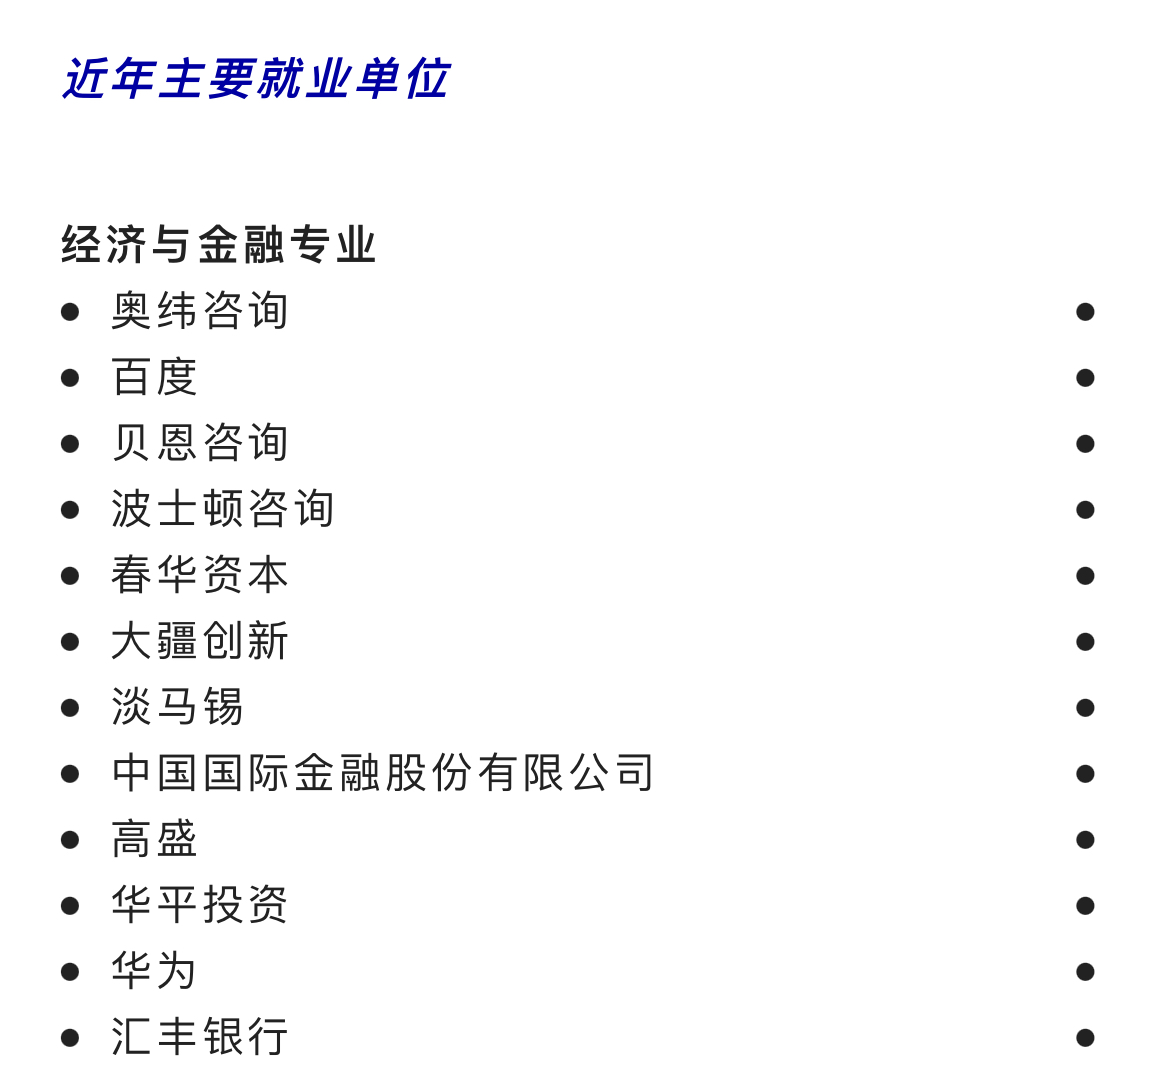 近年主要就业单位
经济与金融专业
● 奥纬咨询
● 百度
● 贝恩咨询
● 波士顿咨询
● 春华资本
● 大疆创新
● 淡马锡
● 中国国际金融股份有限公司
● 高盛
● 华平投资
● 华为
● 汇丰银行